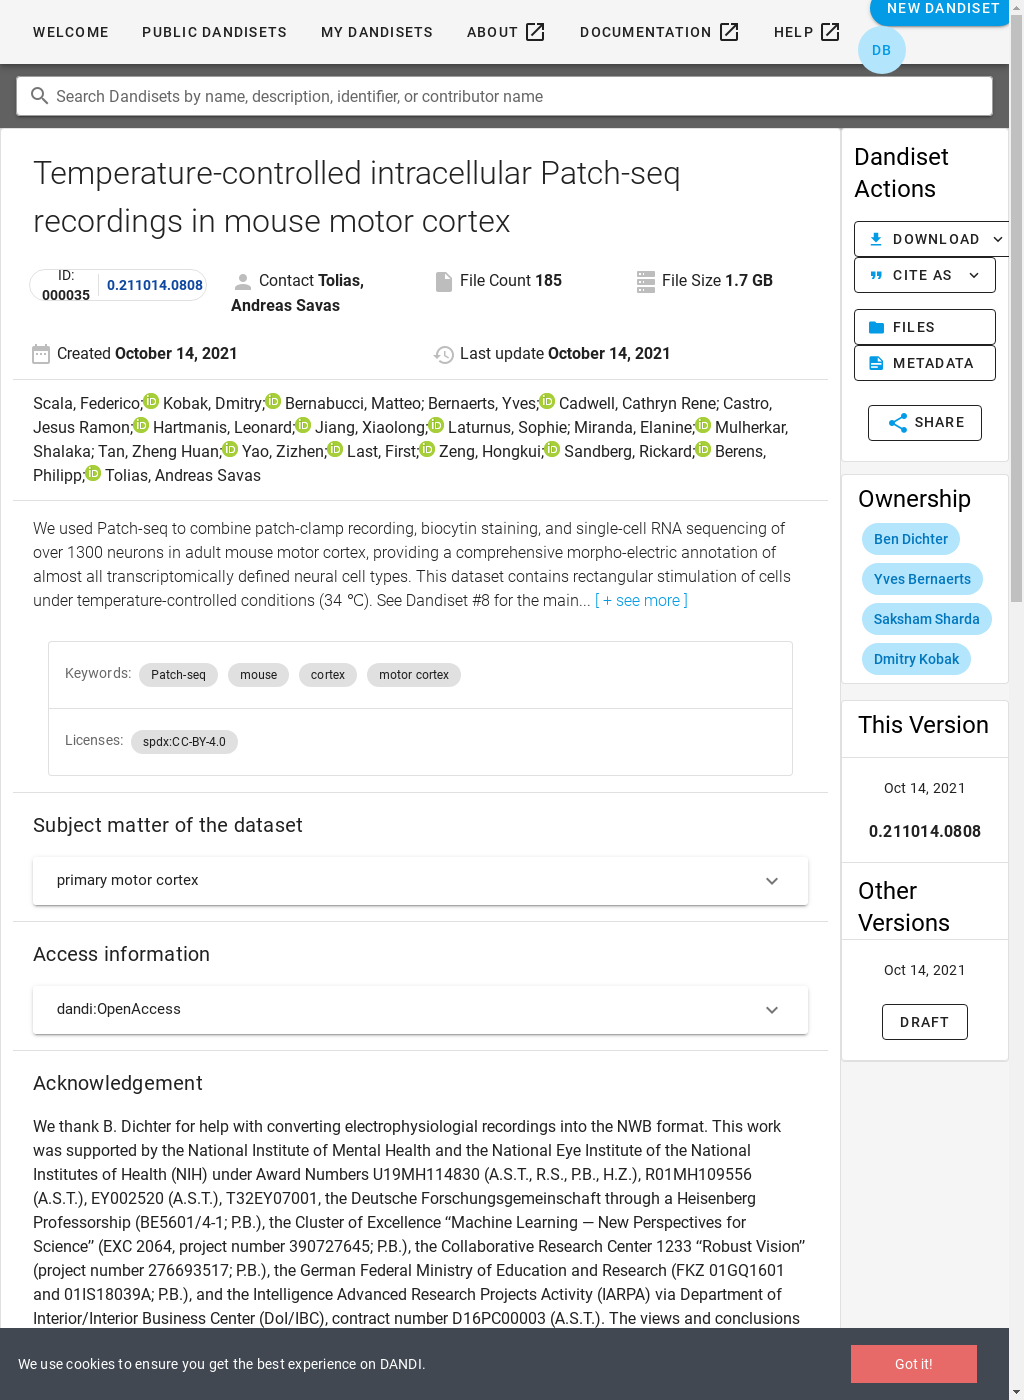 WELCOME PUBLIC DANDISETS MY DANDISETS ABOUT DOCUMENTATION HELP NEW DANDISET
DB
Search Dandisets by name, description, identifier, or contributor name
Temperature-controlled intracellular Patch-seq
recordings in mouse motor cortex
ID: 000035 0.211014.0808
Contact Tolias,
Andreas Savas
File Count 185
File Size 1.7 GB
Created October 14, 2021
Last update October 14, 2021
Scala, Federico; Kobak, Dmitry; Bernabucci, Matteo; Bernaerts, Yves; Cadwell, Cathryn Rene; Castro,
Jesus Ramon; Hartmanis, Leonard; Jiang, Xiaolong; Laturnus, Sophie; Miranda, Elanine; Mulherkar,
Shalaka; Tan, Zheng Huan; Yao, Zizhen; Last, First; Zeng, Hongkui; Sandberg, Rickard; Berens,
Philipp; Tolias, Andreas Savas
We used Patch-seq to combine patch-clamp recording, biocytin staining, and single-cell RNA sequencing of
over 1300 neurons in adult mouse motor cortex, providing a comprehensive morpho-electric annotation of
almost all transcriptomically defined neural cell types. This dataset contains rectangular stimulation of cells
under temperature-controlled conditions (34 ℃). See Dandiset #8 for the main... [ + see more ]
Keywords: Patch-seq mouse cortex motor cortex
Licenses: spdx:CC-BY-4.0
Subject matter of the dataset
primary motor cortex
Access information
dandi:OpenAccess
Acknowledgement
We thank B. Dichter for help with converting electrophysiologial recordings into the NWB format. This work
was supported by the National Institute of Mental Health and the National Eye Institute of the National
Institutes of Health (NIH) under Award Numbers U19MH114830 (A.S.T., R.S., P.B., H.Z.), R01MH109556
(A.S.T.), EY002520 (A.S.T.), T32EY07001, the Deutsche Forschungsgemeinschaft through a Heisenberg
Professorship (BE5601/4-1; P.B.), the Cluster of Excellence “Machine Learning — New Perspectives for
Science” (EXC 2064, project number 390727645; P.B.), the Collaborative Research Center 1233 “Robust Vision”
(project number 276693517; P.B.), the German Federal Ministry of Education and Research (FKZ 01GQ1601
and 01IS18039A; P.B.), and the Intelligence Advanced Research Projects Activity (IARPA) via Department of
Interior/Interior Business Center (DoI/IBC), contract number D16PC00003 (A.S.T.). The views and conclusions
Dandiset
Actions
DOWNLOAD
CITE AS
FILES
METADATA
SHARE
Ownership
Ben Dichter
Yves Bernaerts
Saksham Sharda
Dmitry Kobak
This Version
Oct 14, 2021
0.211014.0808
Other
Versions
Oct 14, 2021
DRAFT
We use cookies to ensure you get the best experience on DANDI.
Got it!